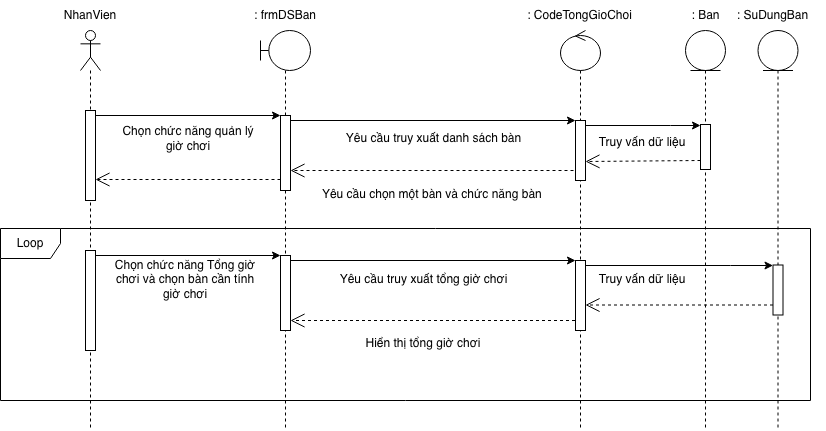 NhanVien
: frmDSBan
: CodeTongGioChoi
: Ban
: SuDungBan
Chọn chức năng quản lý
giờ chơi
Yêu cầu truy xuất danh sách bàn
Truy vấn dữ liệu
Yêu cầu chọn một bàn và chức năng bàn
Loop
Chọn chức năng Tổng giờ
chơi và chọn bàn cần tính
giờ chơi
Yêu cầu truy xuất tổng giờ chơi
Truy vấn dữ liệu
Hiển thị tổng giờ chơi